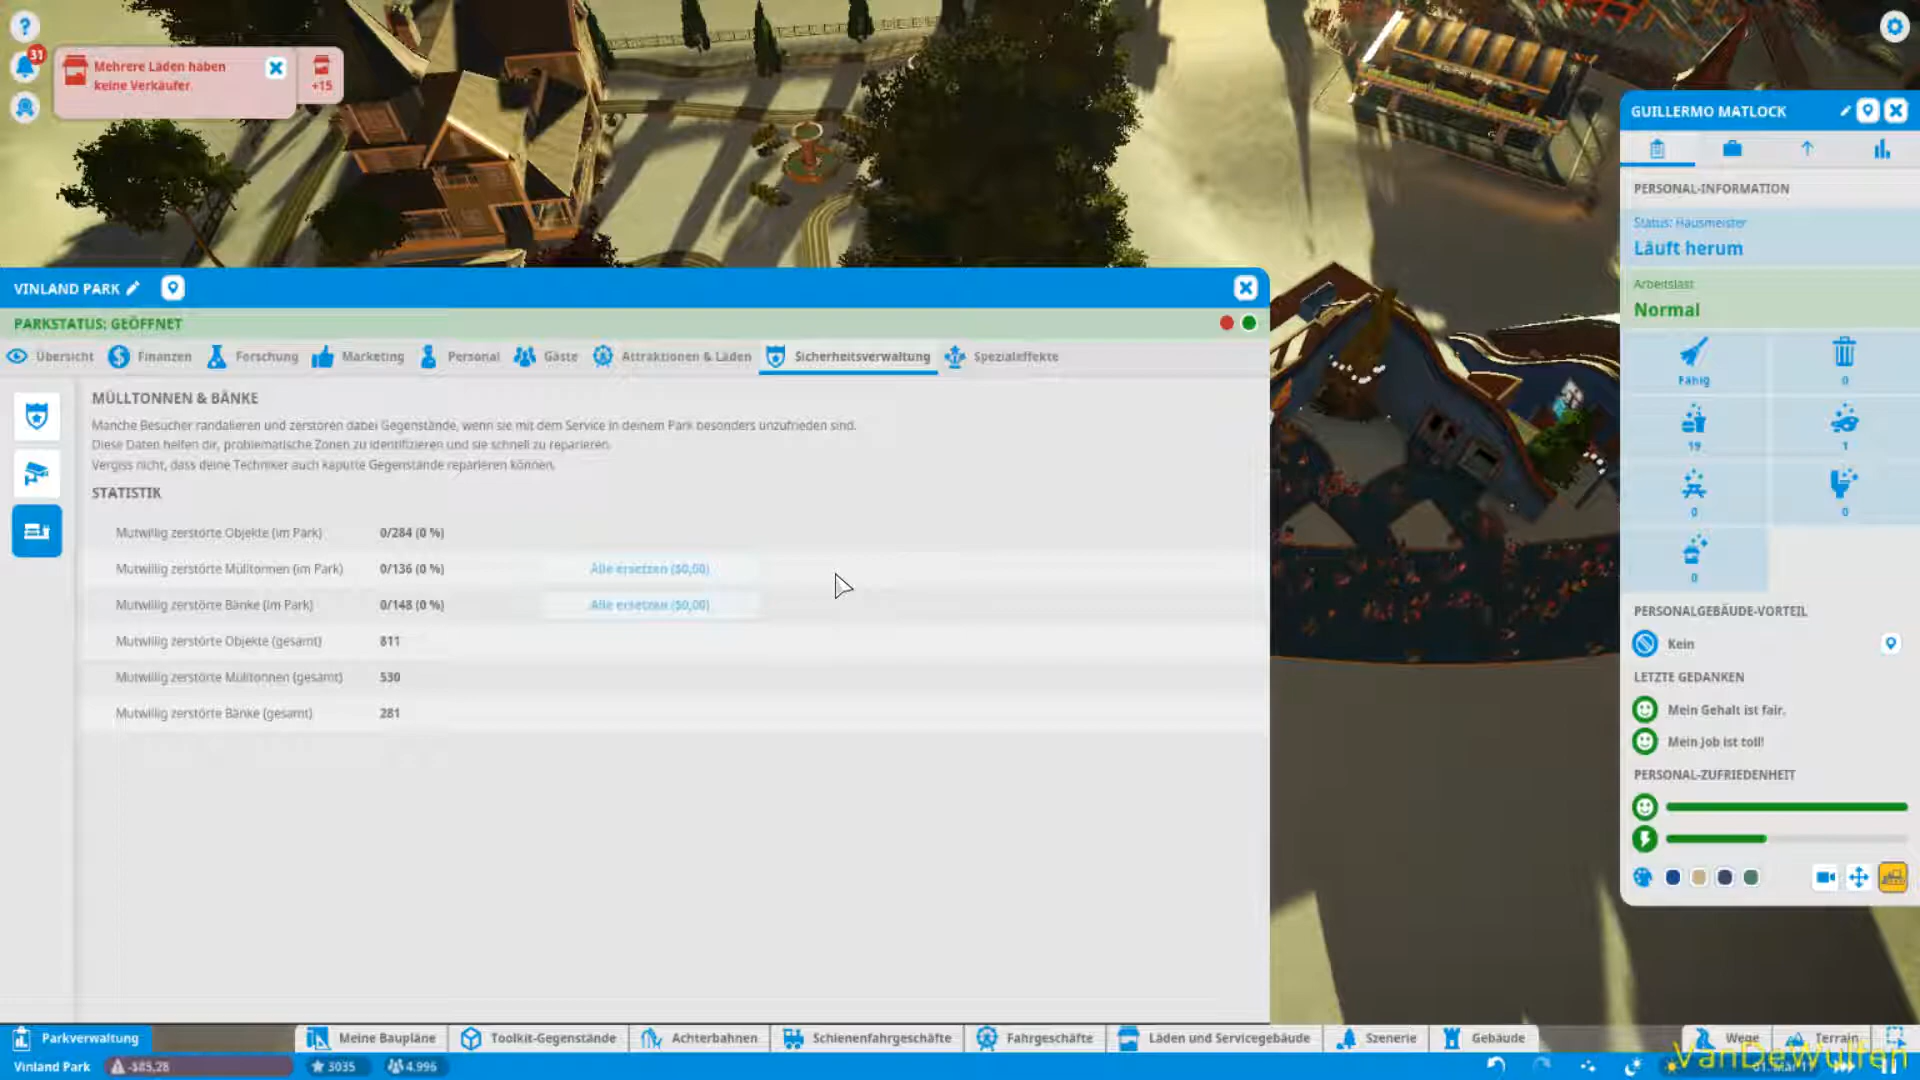 31
Mehrere Läden haben
keine Verkäufer.
+15
GUILLERMO MATLOCK
PERSONAL-INFORMATION
Status: Hausmeister
Läuft herum
Arbeitslast
Normal
Fähig
0
19
1
0
0
0
PERSONALGEBÄUDE-VORTEIL
Kein
LETZTE GEDANKEN
Mein Gehalt ist fair.
Mein Job ist toll!
PERSONAL-ZUFRIEDENHEIT
VINLAND PARK
PARKSTATUS: GEÖFFNET
Übersicht Finanzen Forschung Marketing Personal Gäste Attraktionen & Läden Sicherheitsverwaltung Spezialeffekte
MÜLLTONNEN & BÄNKE
Manche Besucher randalieren und zerstören dabei Gegenstände, wenn sie mit dem Service in deinem Park besonders unzufrieden sind.
Diese Daten helfen dir, problematische Zonen zu identifizieren und sie schnell zu reparieren.
Vergiss nicht, dass deine Techniker auch kaputte Gegenstände reparieren können.
STATISTIK
Mutwillig zerstörte Objekte (im Park) 0/284 (0 %)
Mutwillig zerstörte Mülltonnen (im Park) 0/136 (0 %) Alle ersetzen ($0,00)
Mutwillig zerstörte Bänke (im Park) 0/148 (0 %) Alle ersetzen ($0,00)
Mutwillig zerstörte Objekte (gesamt) 811
Mutwillig zerstörte Mülltonnen (gesamt) 530
Mutwillig zerstörte Bänke (gesamt) 281
Parkverwaltung Meine Baupläne Toolkit-Gegenstände Achterbahnen Schienenfahrgeschäfte Fahrgeschäfte Läden und Servicegebäude Szenerie Gebäude Wege Terrain
Vinland Park -$85,28 3035 4.996
VanDeWulfen